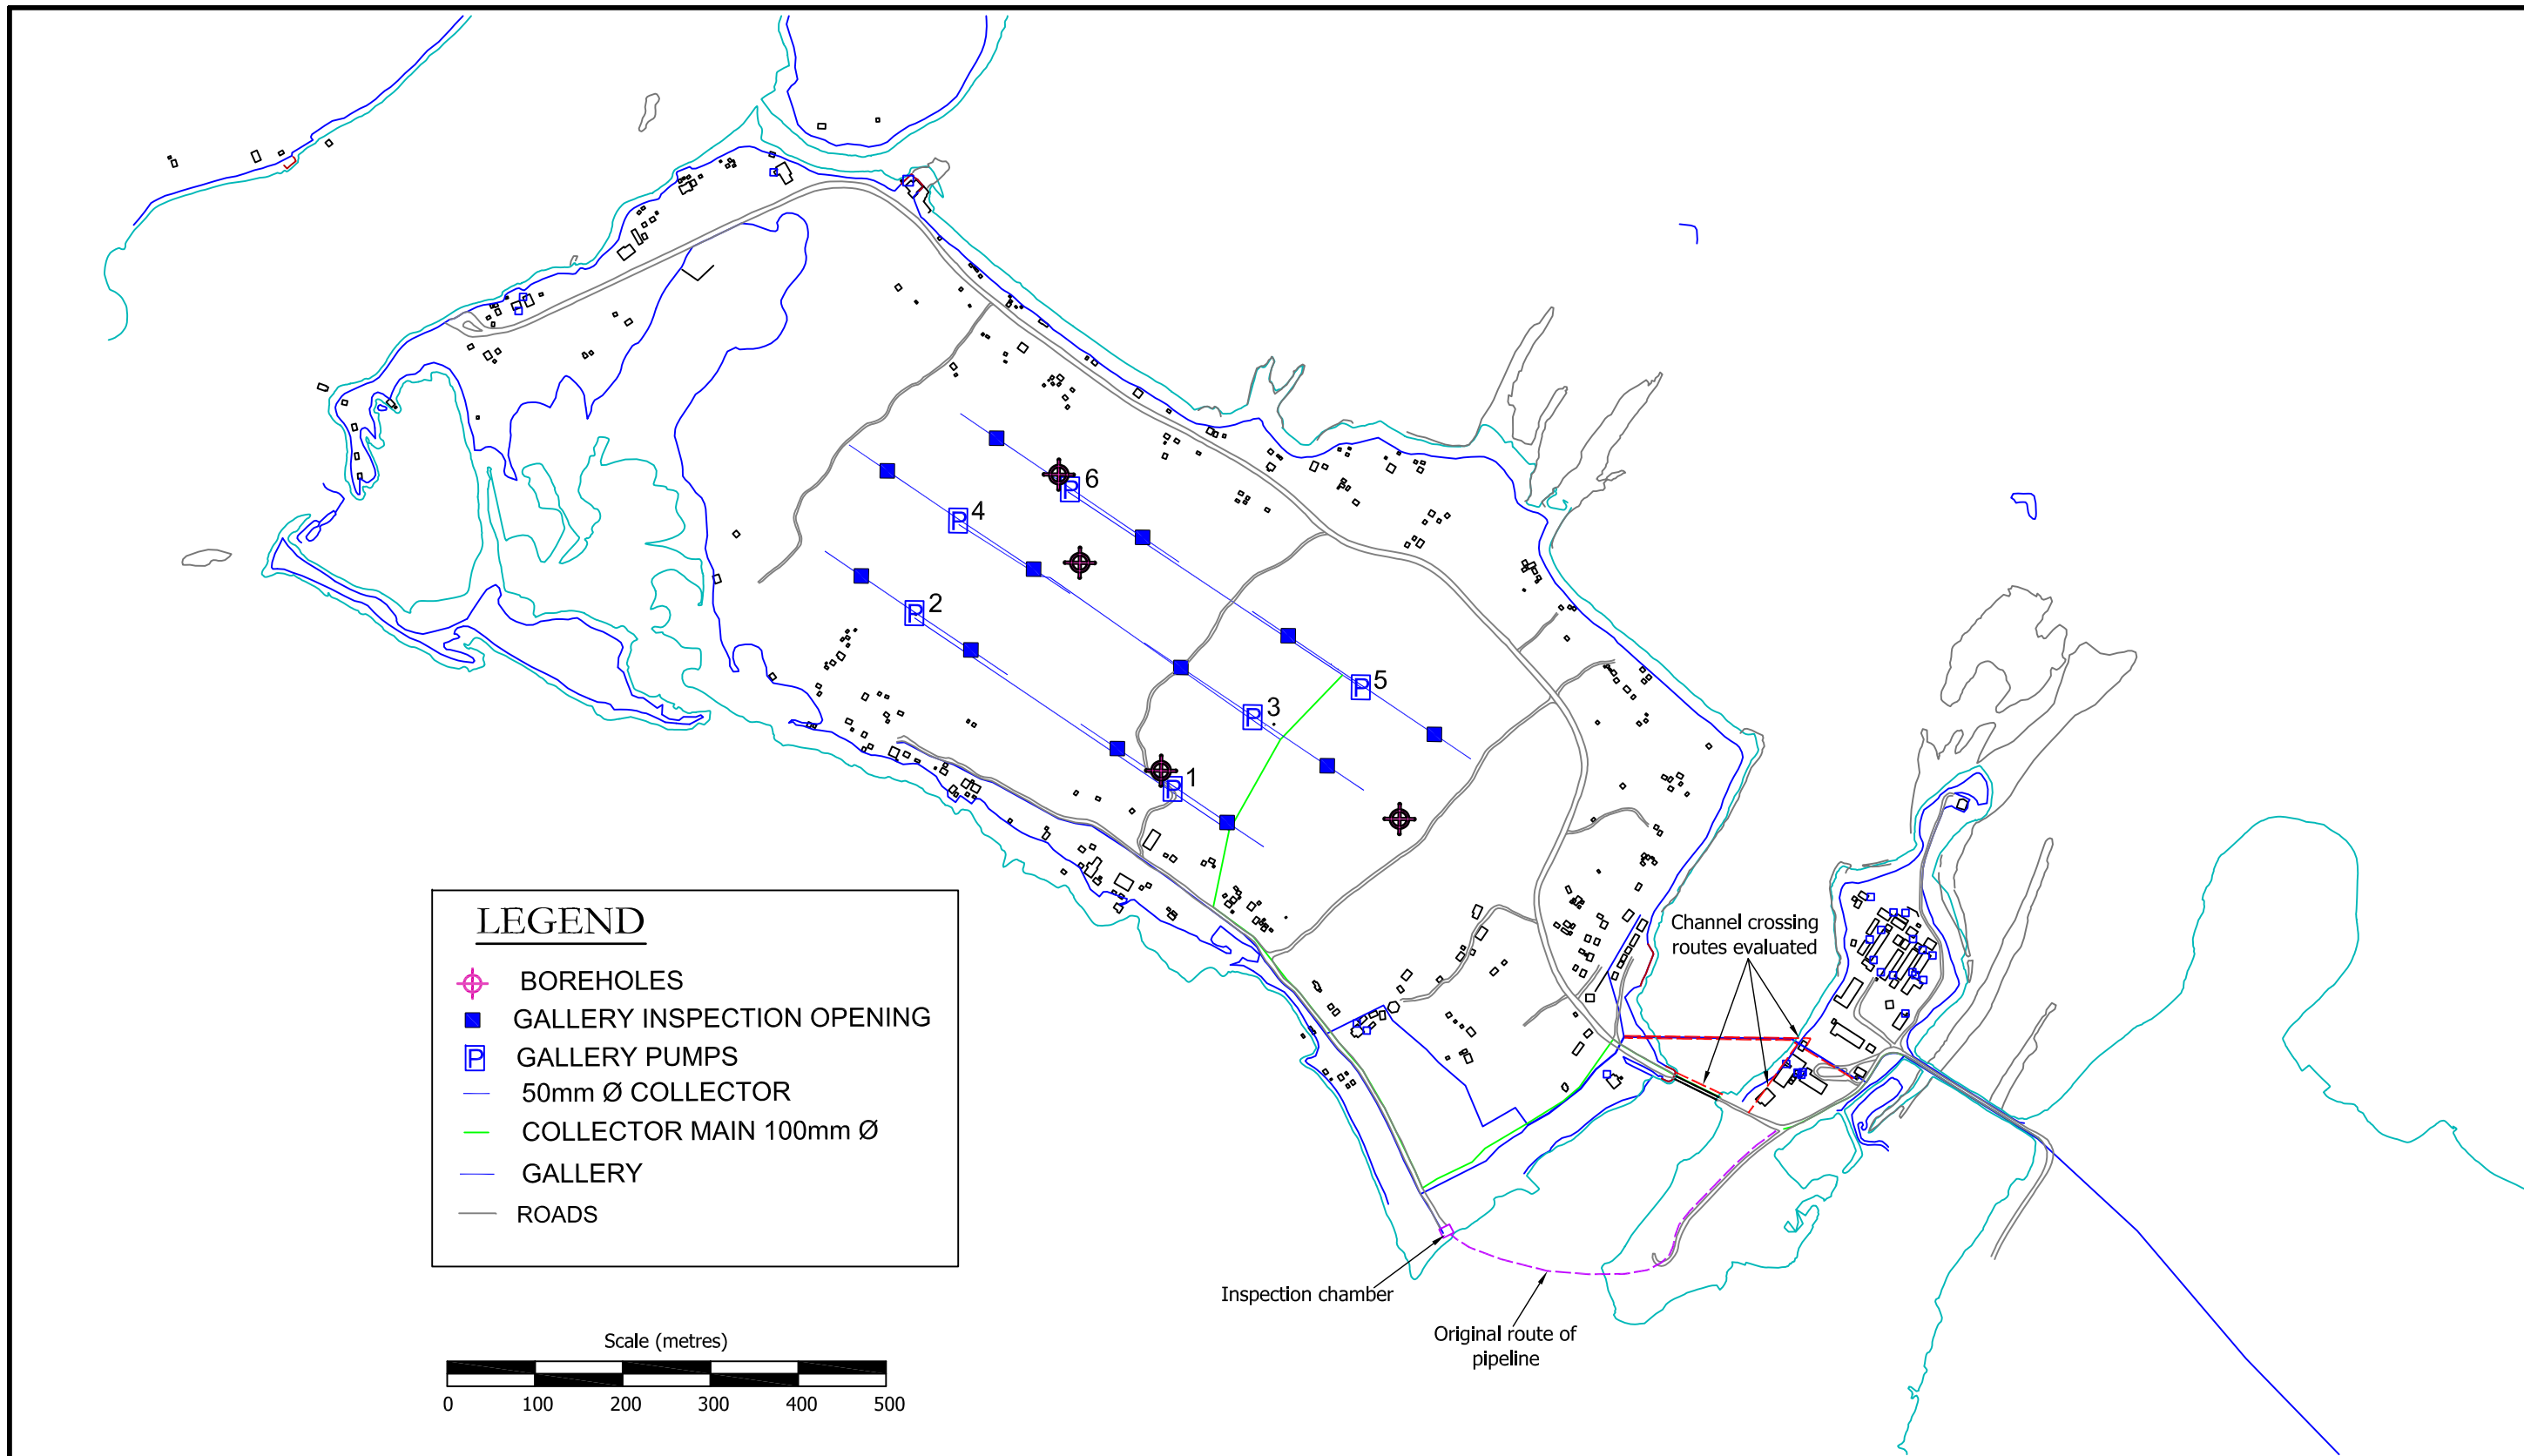 P 6
P 4
P 2
P 5
P 3
P 1
Channel crossing
routes evaluated
LEGEND
BOREHOLES
GALLERY INSPECTION OPENING
P GALLERY PUMPS
50mm Ø COLLECTOR
COLLECTOR MAIN 100mm Ø
GALLERY
ROADS
Inspection chamber
Original route of
pipeline
Scale (metres)
0 100 200 300 400 500